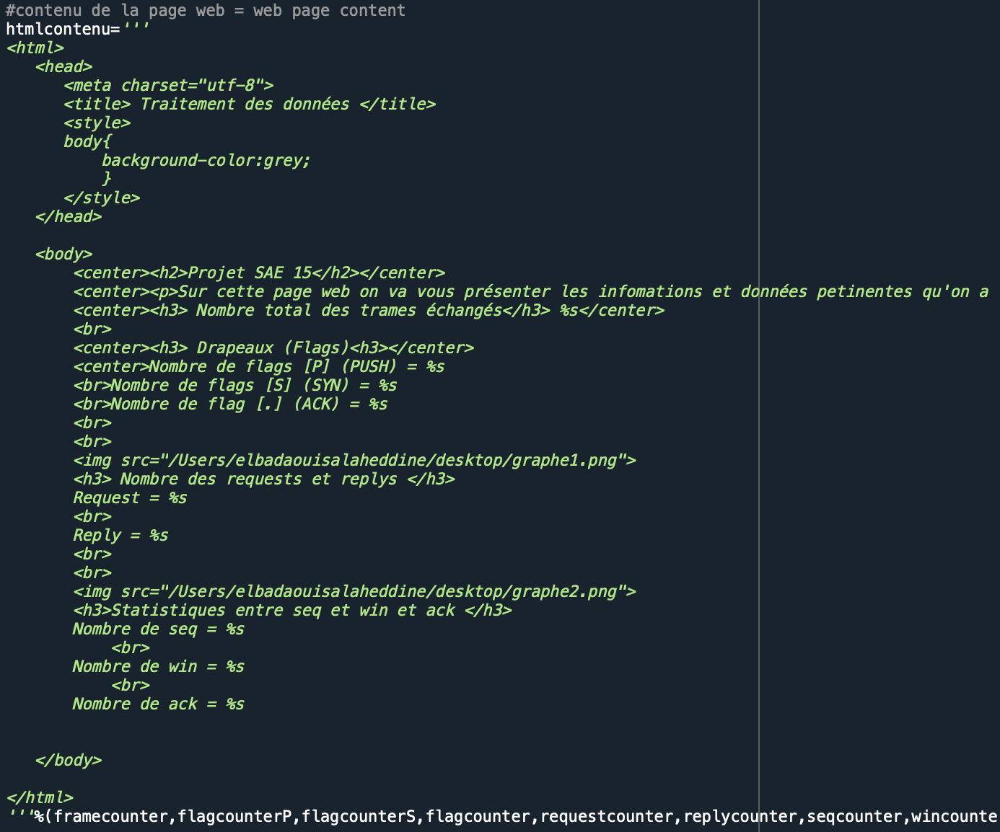 #contenu de la page web = web page content
htmlcontenu='''
<html>
<head>
<meta charset="utf-8">
<title> Traitement des données </title>
<style>
body{
background-color:grey;
}
</style>
</head>
<body>
<center><h2>Projet SAE 15</h2></center>
<center><p>Sur cette page web on va vous présenter les infomations et données petinentes qu'on a
<center><h3> Nombre total des trames échangés</h3> %s</center>
<br>
<center><h3> Drapeaux (Flags)<h3></center>
<center>Nombre de flags [P] (PUSH) = %s
<br>Nombre de flags [S] (SYN) = %s
<br>Nombre de flag [.] (ACK) = %s
<br>
<br>
<img src="/Users/elbadaouisalaheddine/desktop/graphe1.png">
<h3> Nombre des requests et replys </h3>
Request = %s
<br>
Reply = %s
<br>
<br>
<img src="/Users/elbadaouisalaheddine/desktop/graphe2.png">
<h3>Statistiques entre seq et win et ack </h3>
Nombre de seq = %s
<br>
Nombre de win = %s
<br>
Nombre de ack = %s
</body>
</html>
'''%(framecounter,flagcounterP,flagcounterS,flagcounter,requestcounter,replycounter,seqcounter,wincounte